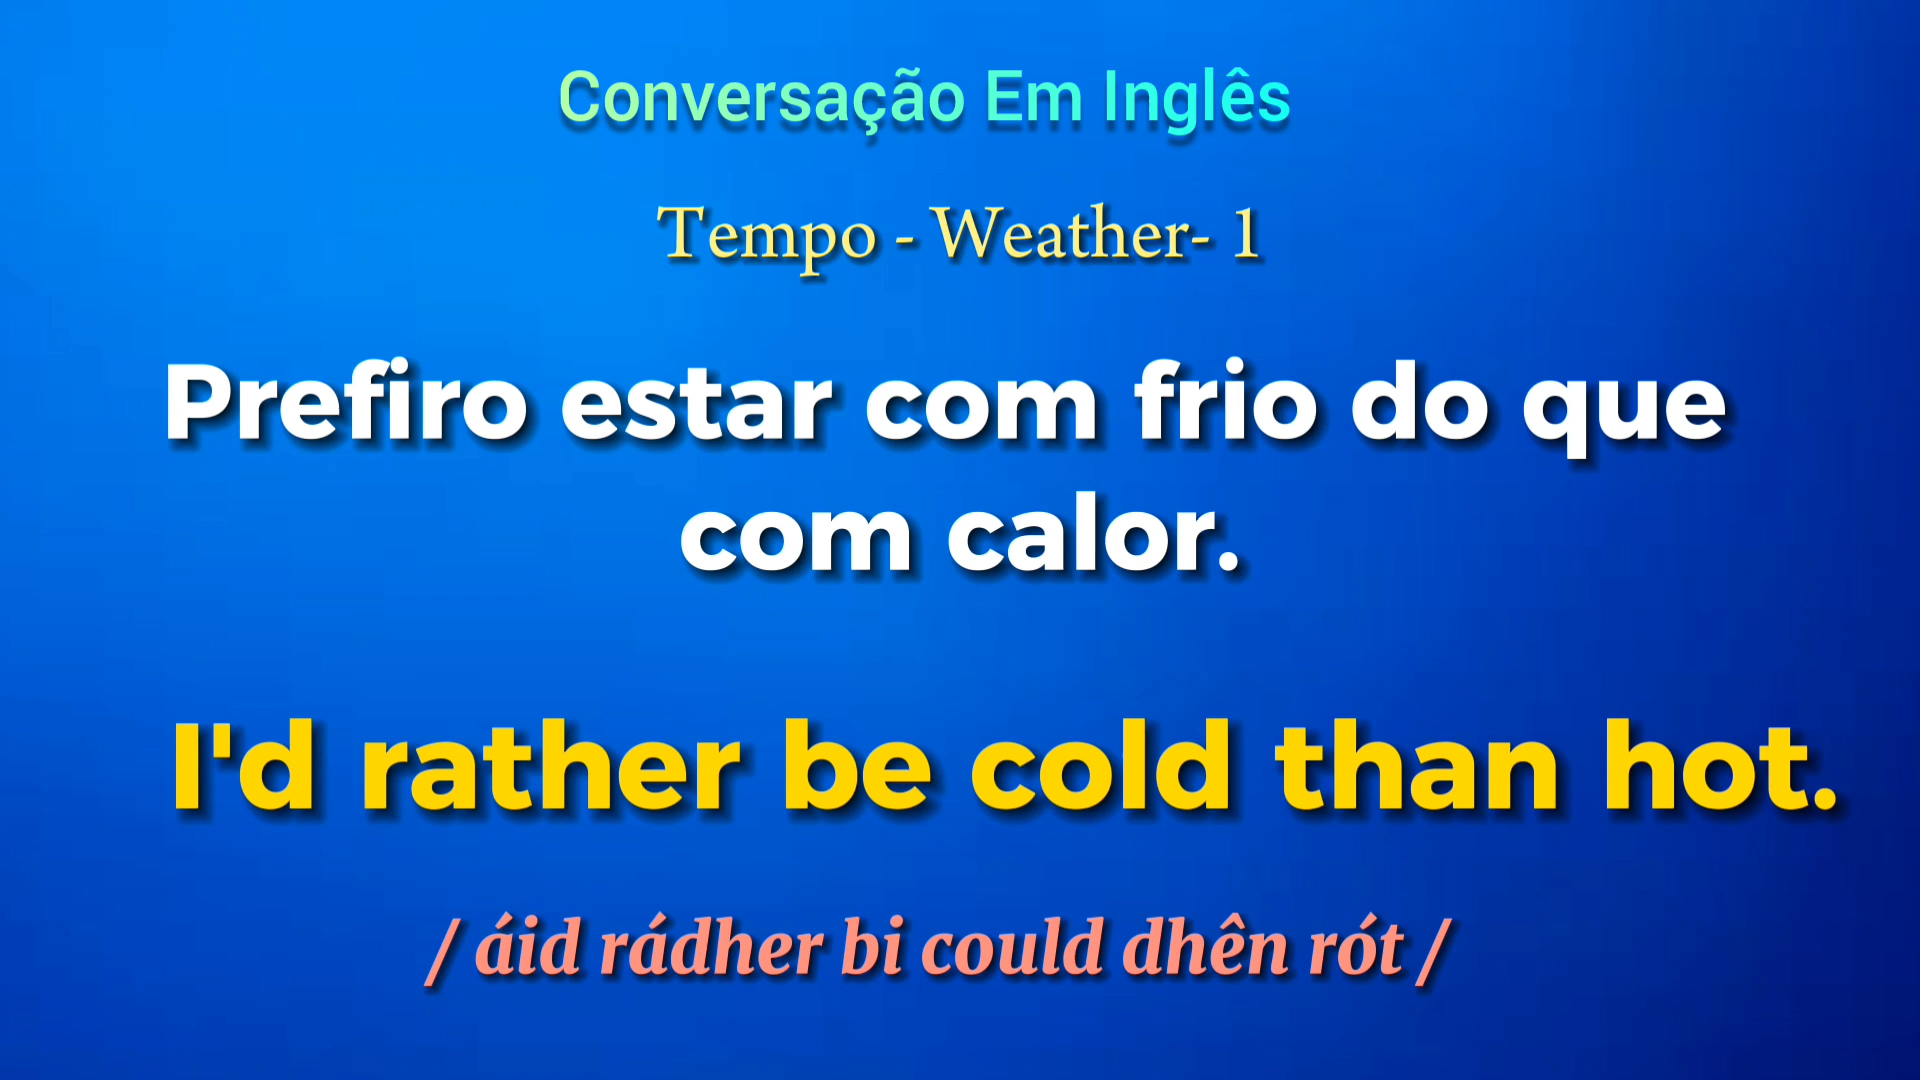 Conversação Em Inglês
Tempo - Weather- 1
Prefiro estar com frio do que
com calor.
I'd rather be cold than hot.
/ áid rádher bi could dhên rót /